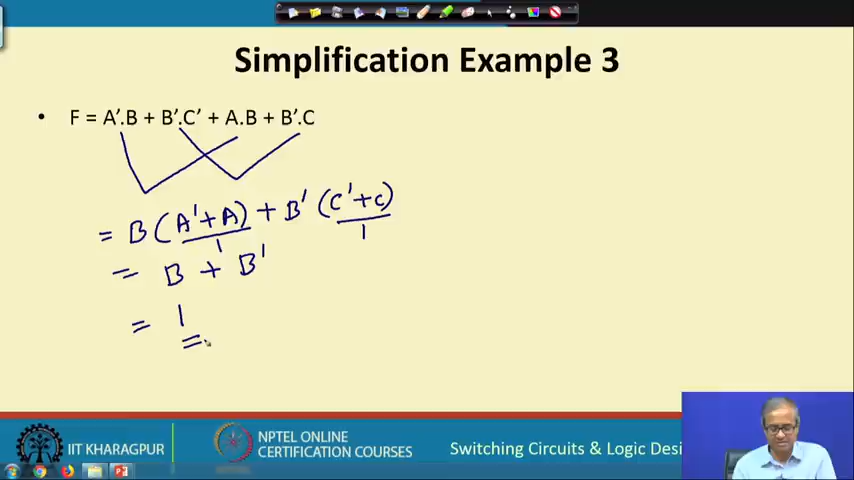 Simplification Example 3
• F = A’.B + B’.C’ + A.B + B’.C
= B (A' + A) + B' (C' + C)
1 1
= B + B'
= 1
IIT KHARAGPUR
NPTEL ONLINE
CERTIFICATION COURSES
Switching Circuits & Logic Desi